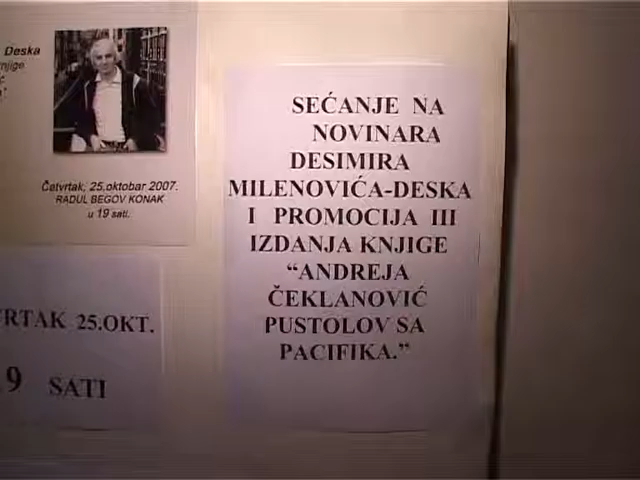 Deska
njige
Četvrtak, 25.oktobar 2007.
RADUL BEGOV KONAK
u 19 sati.
RTAK 25.OKT.
9 SATI
SEĆANJE NA
NOVINARA
DESIMIRA
MILENOVIĆA-DESKA
I PROMOCIJA III
IZDANJA KNJIGE
“ANDREJA
ČEKLANOVIĆ
PUSTOLOV SA
PACIFIKA.”